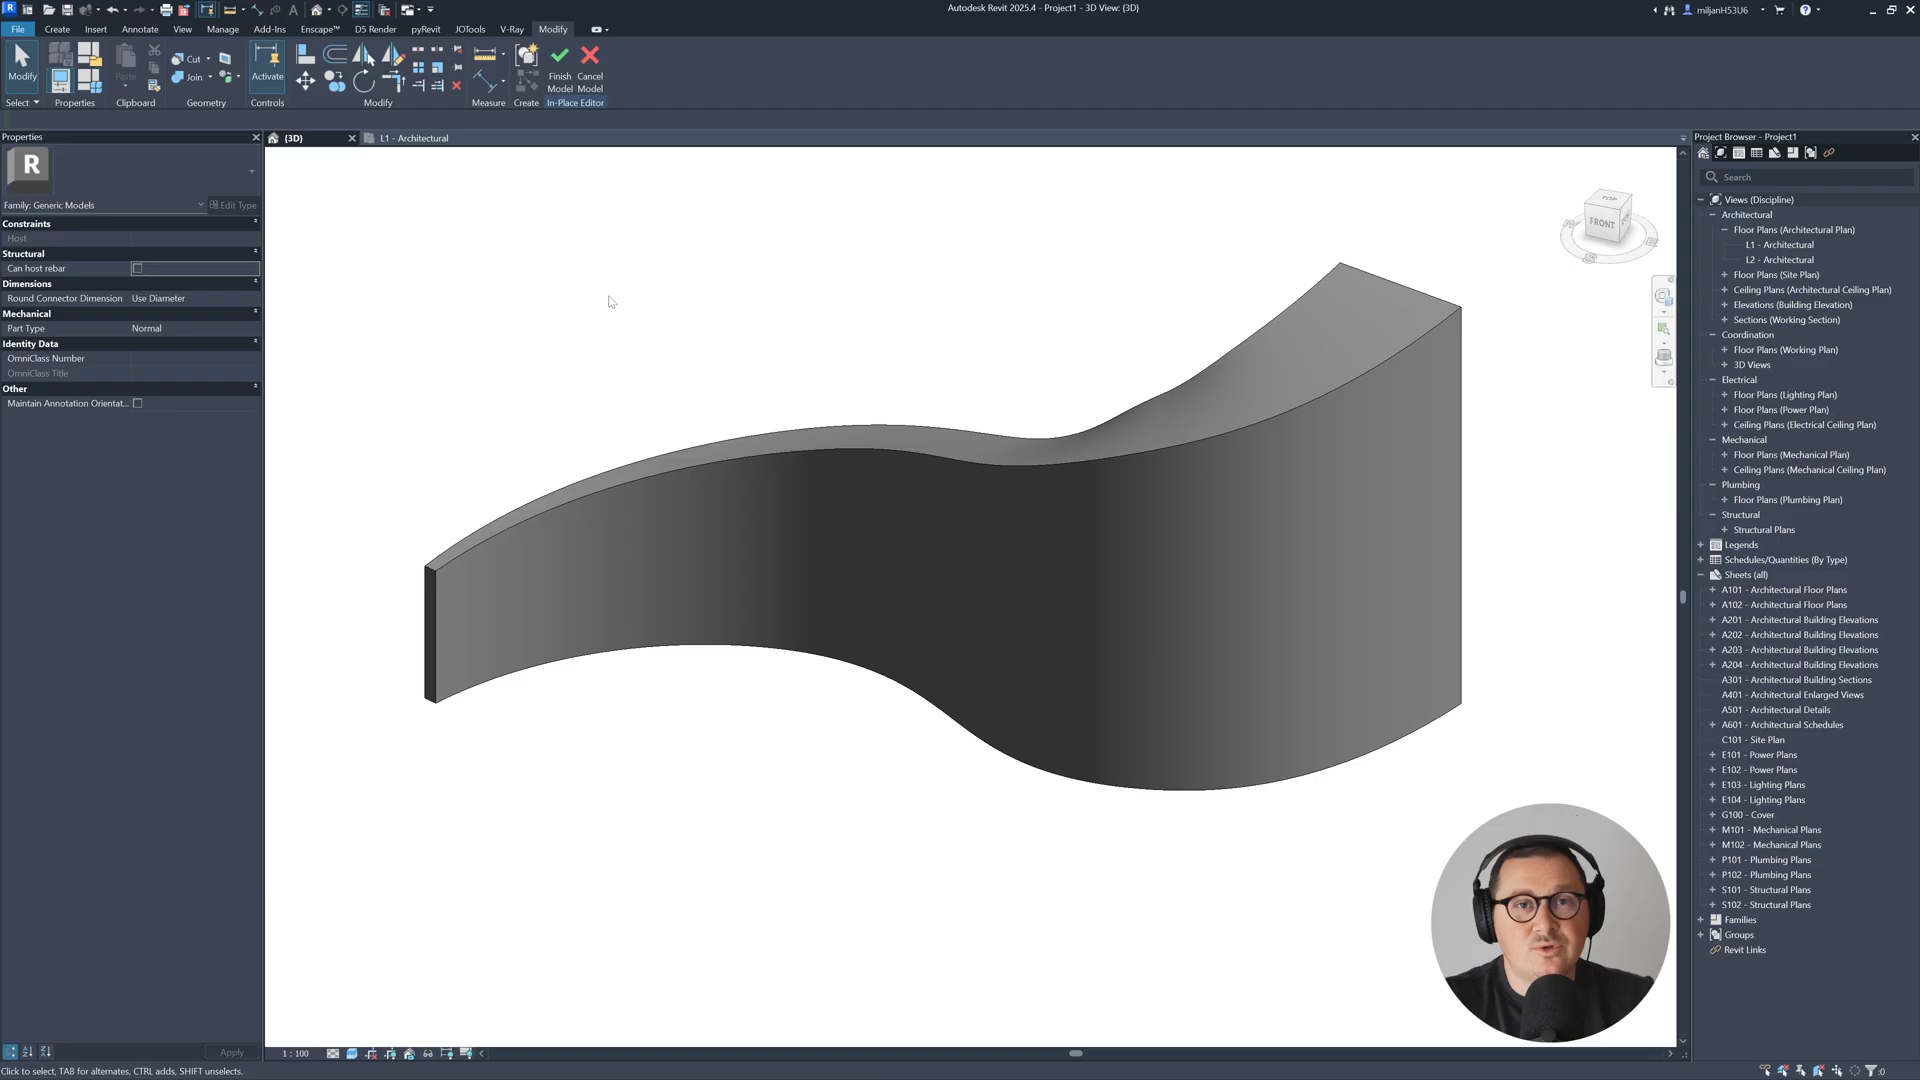 Autodesk Revit 2025.4 - Project1 - 3D View: {3D}
miljanH53U6
File
Create
Insert
Annotate
View
Manage
Add-Ins
Enscape™
D5 Render
pyRevit
JOTools
V-Ray
Modify
Modify
Paste
Cut
Join
Activate
Finish Model
Cancel Model
Select
Properties
Clipboard
Geometry
Controls
Modify
Measure
Create
In-Place Editor
Properties
{3D}
L1 - Architectural
Project Browser - Project1
R
Family: Generic Models
Edit Type
Constraints
Host
Structural
Can host rebar
Dimensions
Round Connector Dimension
Use Diameter
Mechanical
Part Type
Normal
Identity Data
OmniClass Number
OmniClass Title
Other
Maintain Annotation Orientat...
Apply
TOP
FRONT
S
Search
Views (Discipline)
Architectural
Floor Plans (Architectural Plan)
L1 - Architectural
L2 - Architectural
Floor Plans (Site Plan)
Ceiling Plans (Architectural Ceiling Plan)
Elevations (Building Elevation)
Sections (Working Section)
Coordination
Floor Plans (Working Plan)
3D Views
Electrical
Floor Plans (Lighting Plan)
Floor Plans (Power Plan)
Ceiling Plans (Electrical Ceiling Plan)
Mechanical
Floor Plans (Mechanical Plan)
Ceiling Plans (Mechanical Ceiling Plan)
Plumbing
Floor Plans (Plumbing Plan)
Structural
Structural Plans
Legends
Schedules/Quantities (By Type)
Sheets (all)
A101 - Architectural Floor Plans
A102 - Architectural Floor Plans
A201 - Architectural Building Elevations
A202 - Architectural Building Elevations
A203 - Architectural Building Elevations
A204 - Architectural Building Elevations
A301 - Architectural Building Sections
A401 - Architectural Enlarged Views
A501 - Architectural Details
A601 - Architectural Schedules
C101 - Site Plan
E101 - Power Plans
E102 - Power Plans
E103 - Lighting Plans
E104 - Lighting Plans
G100 - Cover
M101 - Mechanical Plans
M102 - Mechanical Plans
P101 - Plumbing Plans
P102 - Plumbing Plans
S101 - Structural Plans
S102 - Structural Plans
Families
Groups
Revit Links
1 : 100
Click to select, TAB for alternates, CTRL adds, SHIFT unselects.
:0